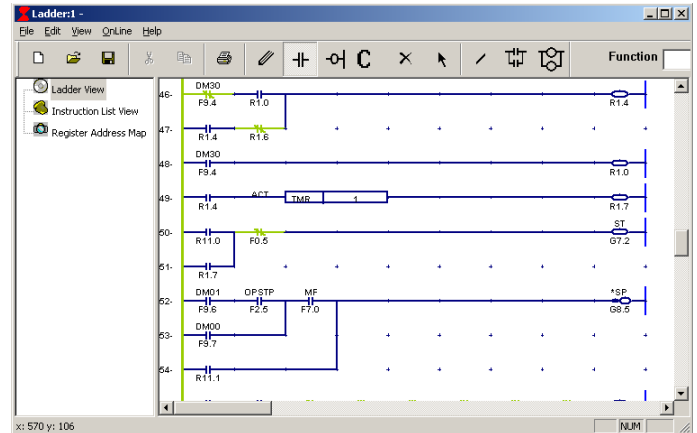 Ladder:1 -
File Edit View OnLine Help
Function
Ladder View
Instruction List View
Register Address Map
DM30
46-
F9.4 R1.0 R1.4
47-
R1.4 R1.6
DM30
48-
F9.4 R1.0
49- ACT TMR 1
R1.4 R1.7
ST
50-
R11.0 F0.5 G7.2
51-
R1.7
DM01 OPSTP MF *SP
52-
F9.6 F2.5 F7.0 G8.5
DM00
53-
F9.7
54-
R11.1
x: 570 y: 106 NUM